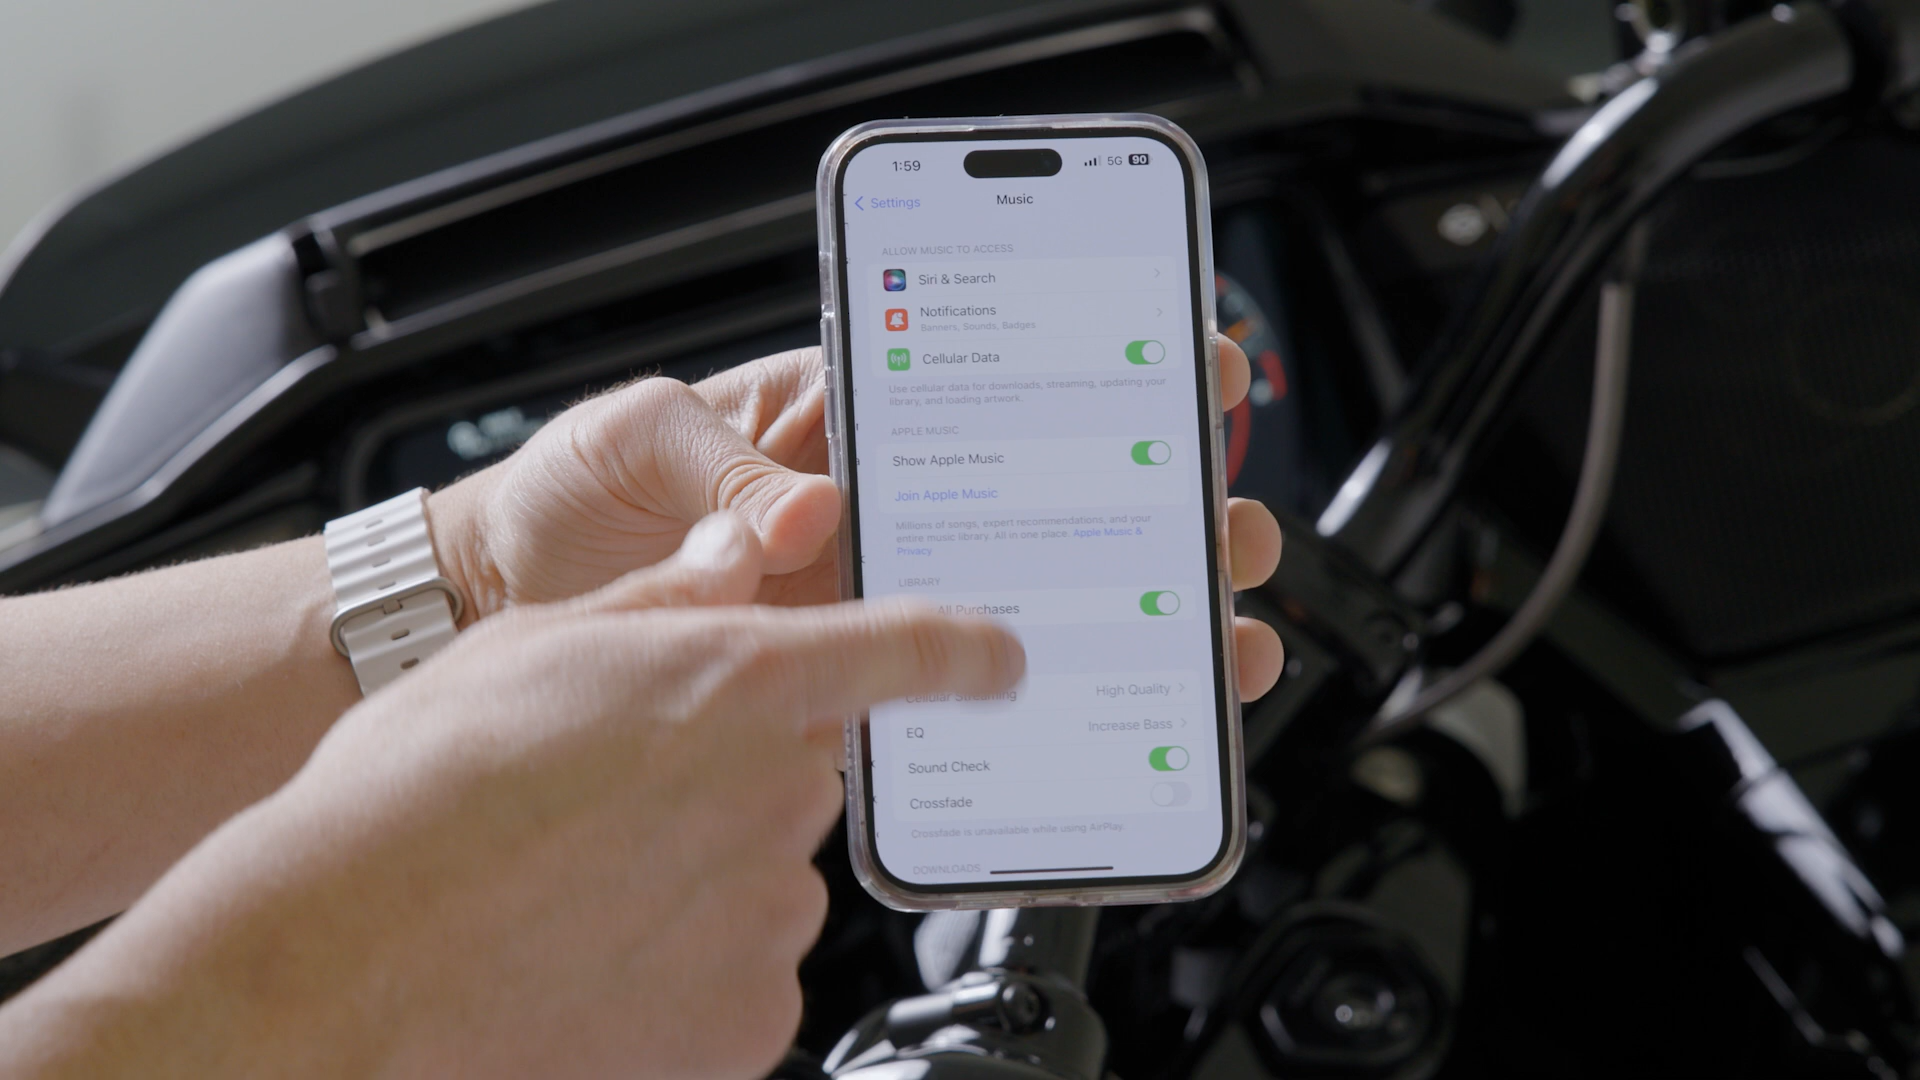 1:59
5G 90
Settings
Music
ALLOW MUSIC TO ACCESS
Siri & Search
Notifications
Banners, Sounds, Badges
Cellular Data
Use cellular data for downloads, streaming, updating your
library, and loading artwork.
APPLE MUSIC
Show Apple Music
Join Apple Music
Millions of songs, expert recommendations, and your
entire music library. All in one place. Apple Music &
Privacy
LIBRARY
All Purchases
Cellular Streaming High Quality
EQ Increase Bass
Sound Check
Crossfade
Crossfade is unavailable while using AirPlay.
DOWNLOADS